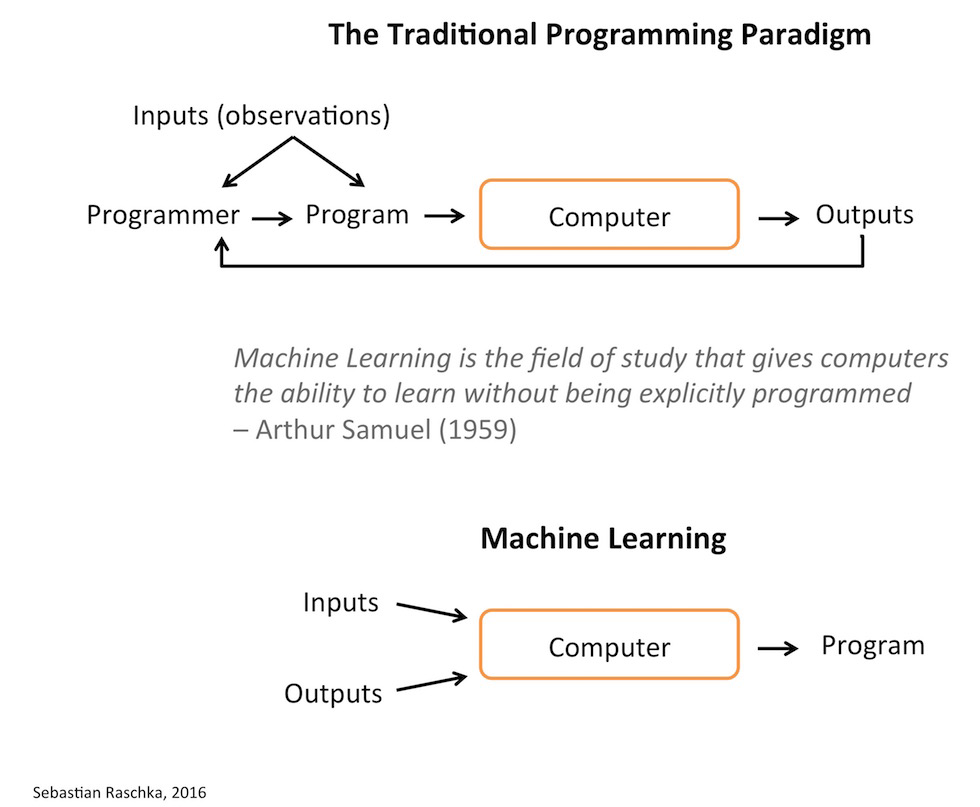 The Traditional Programming Paradigm
Inputs (observations)
Programmer
Program
Computer
Outputs
Machine Learning is the field of study that gives computers
the ability to learn without being explicitly programmed
– Arthur Samuel (1959)
Machine Learning
Inputs
Computer
Program
Outputs
Sebastian Raschka, 2016